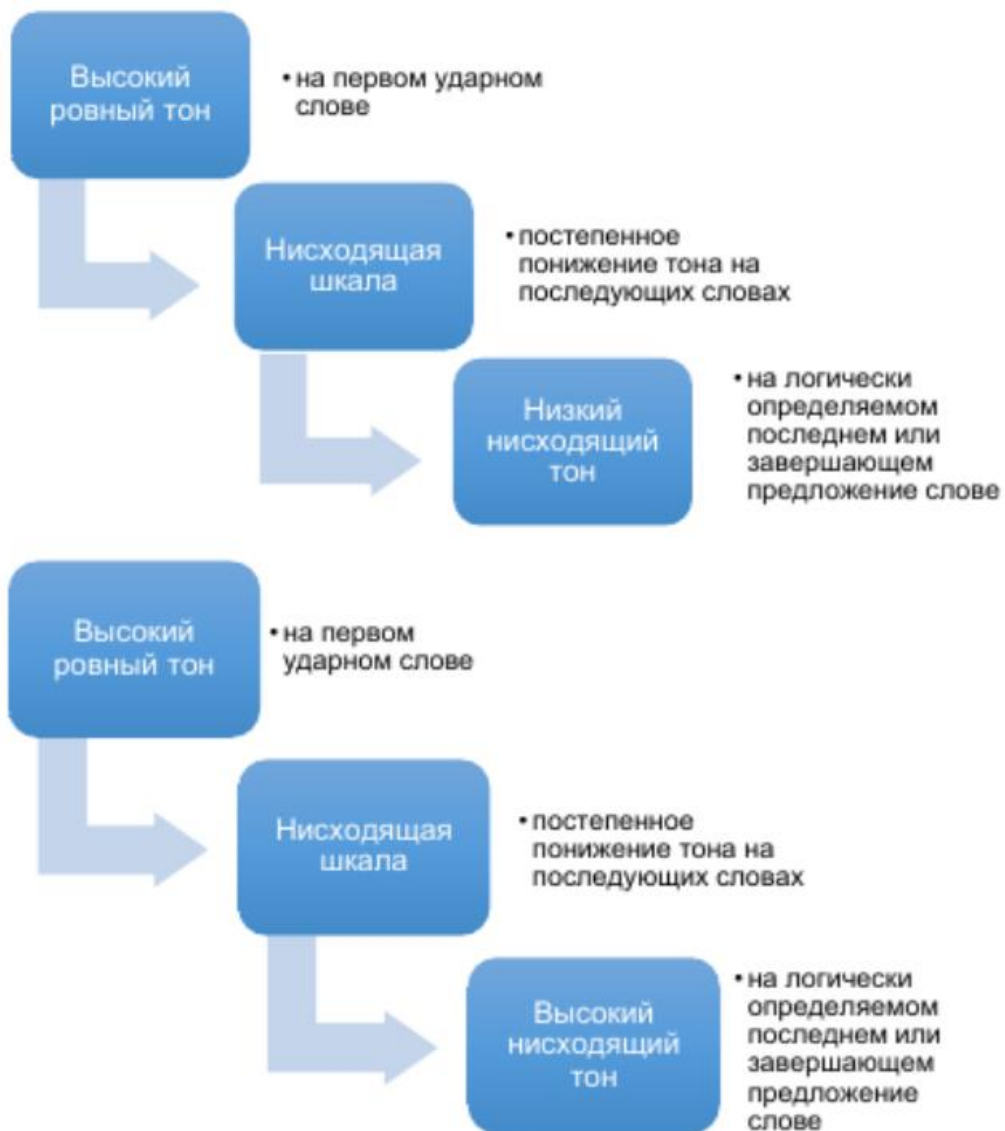 Высокий
ровный тон
• на первом ударном
слове
Нисходящая
шкала
• постепенное
понижение тона на
последующих словах
Низкий
нисходящий
тон
• на логически
определяемом
последнем или
завершающем
предложение слове
Высокий
ровный тон
• на первом
ударном слове
Нисходящая
шкала
• постепенное
понижение тона на
последующих словах
Высокий
нисходящий
тон
• на логически
определяемом
последнем или
завершающем
предложение
слове